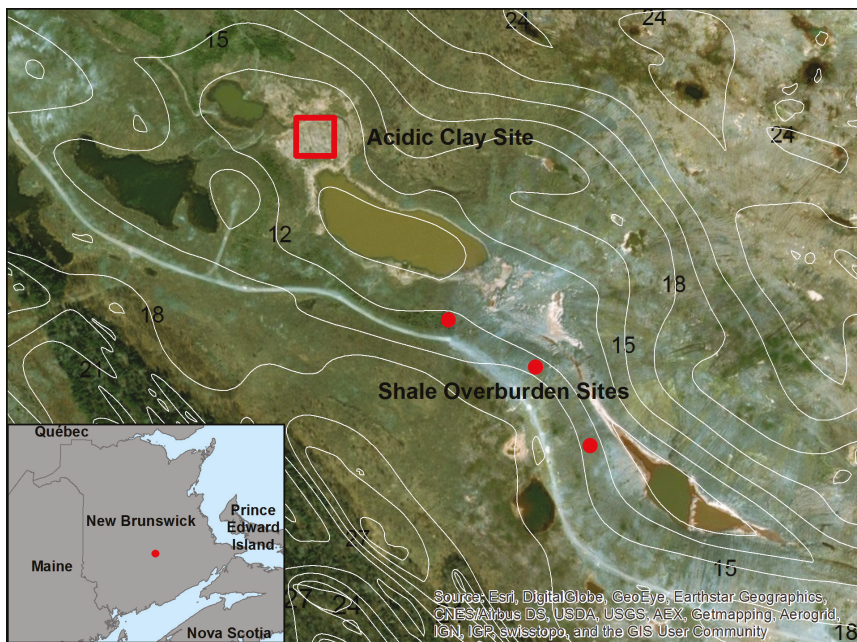 15
24
24
24
Acidic Clay Site
12
18
18
15
21
Shale Overburden Sites
Québec
New Brunswick
Prince
Edward
Island
Maine
Nova Scotia
27
27
24
15
18
Source: Esri, DigitalGlobe, GeoEye, Earthstar Geographics,
CNES/Airbus DS, USDA, USGS, AEX, Getmapping, Aerogrid,
IGN, IGP, swisstopo, and the GIS User Community